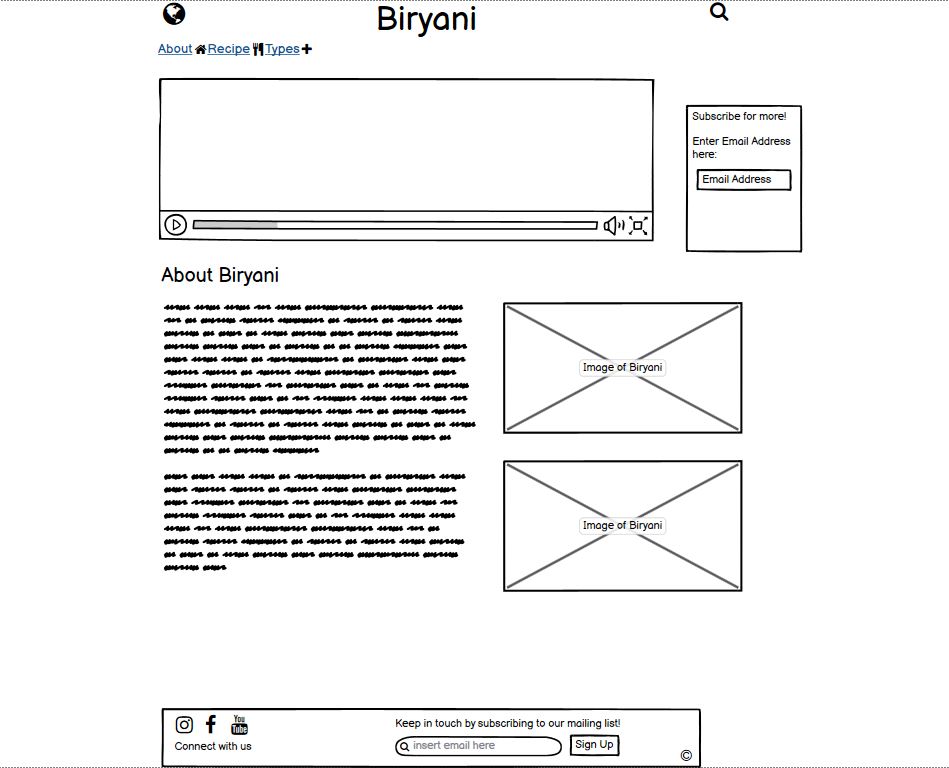 Biryani
About Recipe Types
Subscribe for more!
Enter Email Address
here:
Email Address
About Biryani
Image of Biryani
Image of Biryani
You
Tube
Connect with us
Keep in touch by subscribing to our mailing list!
insert email here
Sign Up
©